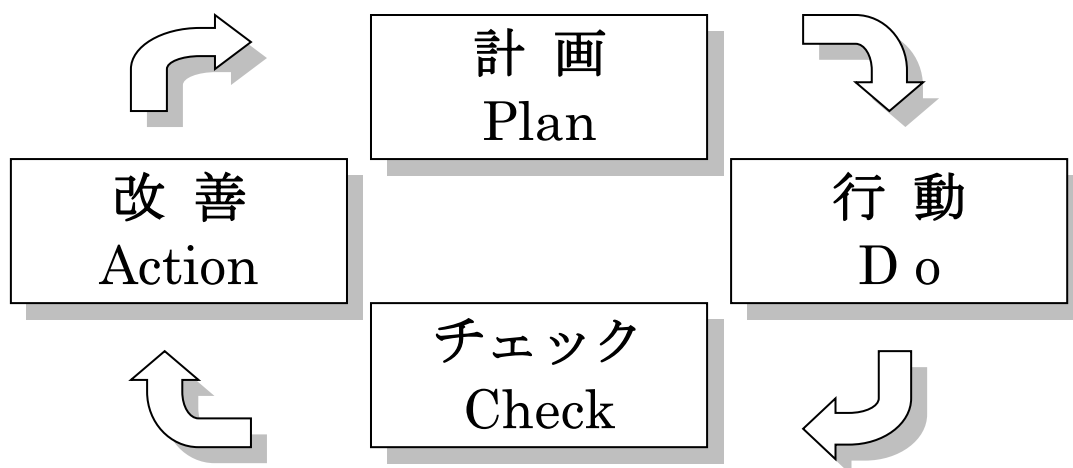 計 画
Plan
行 動
D o
チェック
Check
改 善
Action